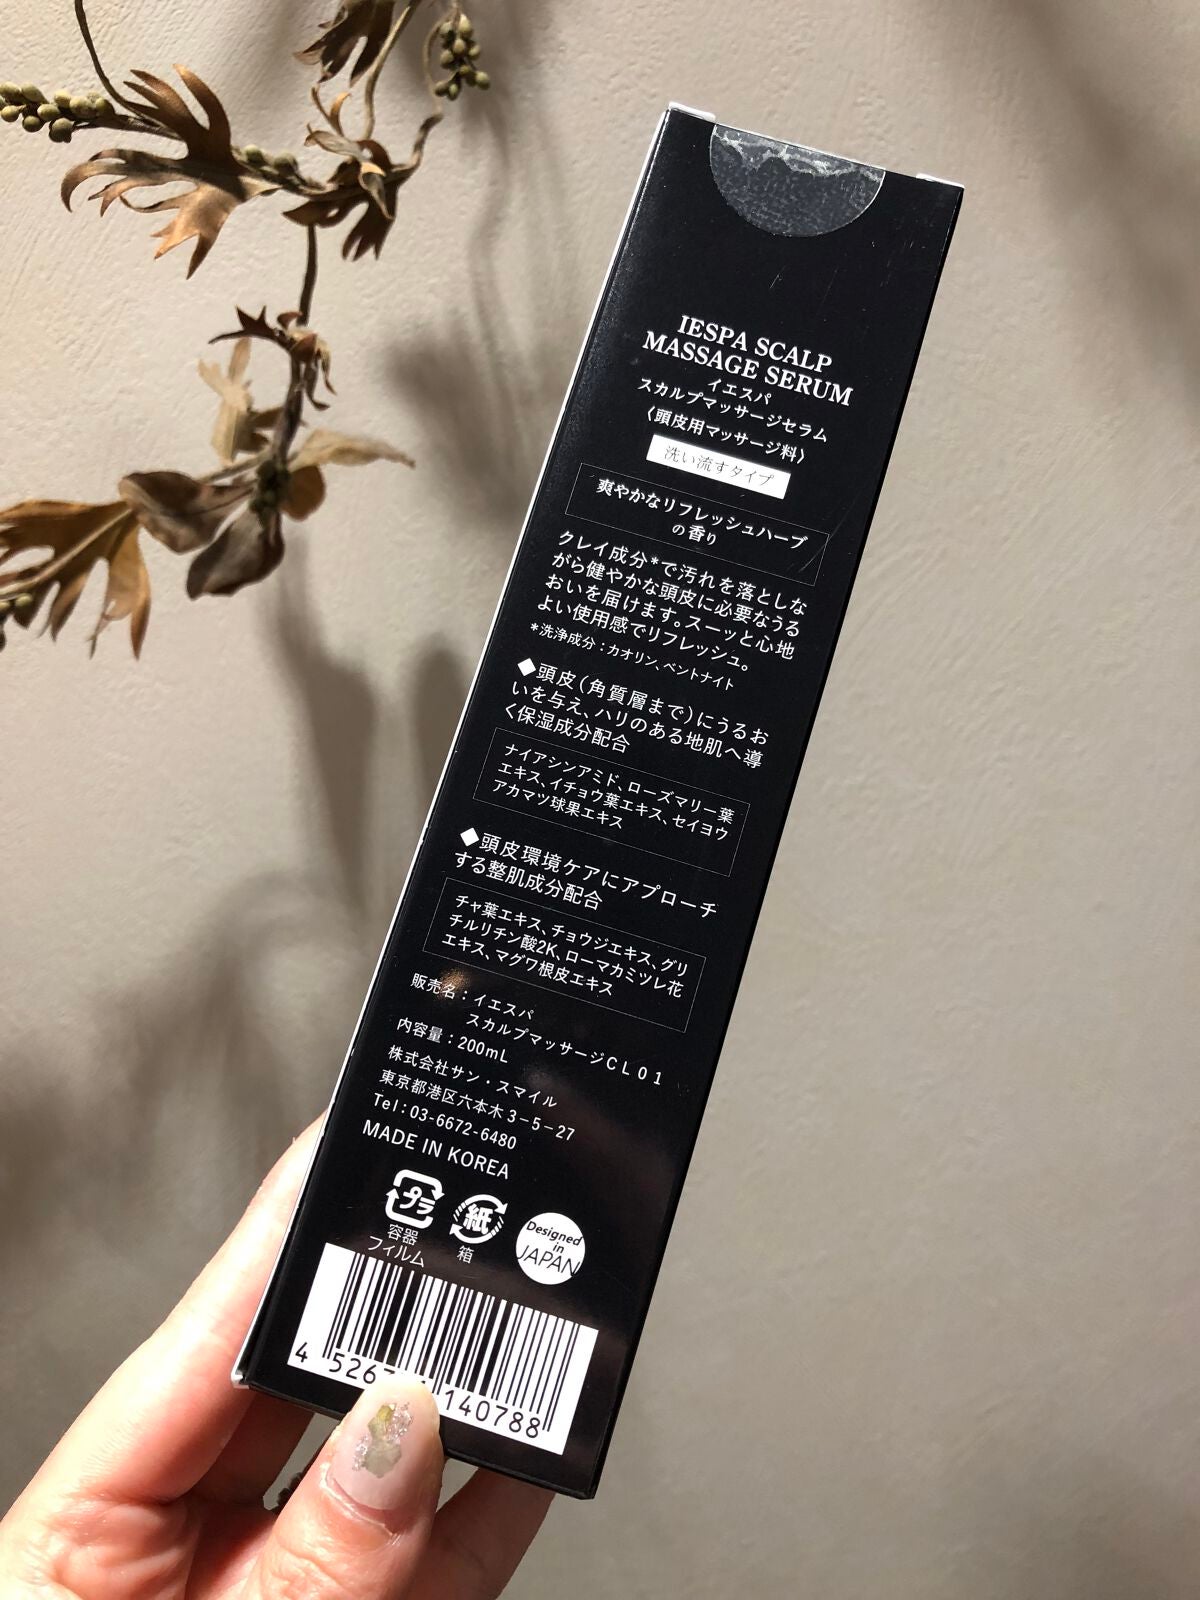 IESPA SCALP
MASSAGE SERUM
イエスパ
スカルプマッサージセラム
〈頭皮用マッサージ料〉
洗い流すタイプ
爽やかなリフレッシュハーブ
の香り
クレイ成分*で汚れを落としな
がら健やかな頭皮に必要なうる
おいを届けます。スーッと心地
よい使用感でリフレッシュ。
*洗浄成分：カオリン、ベントナイト
◆頭皮(角質層まで)にうるお
いを与え、ハリのある地肌へ導
く保湿成分配合
ナイアシンアミド、ローズマリー葉
エキス、イチョウ葉エキス、セイヨウ
アカマツ球果エキス
◆頭皮環境ケアにアプローチ
する整肌成分配合
チャ葉エキス、チョウジエキス、グリ
チルリチン酸2K、ローマカミツレ花
エキス、マグワ根皮エキス
販売名：イエスパ
スカルプマッサージCL01
内容量：200mL
株式会社サン・スマイル
東京都港区六本木3-5-27
Tel：03-6672-6480
MADE IN KOREA
プラ
容器
フィルム
紙
箱
Designed
in
JAPAN
4 526 140788